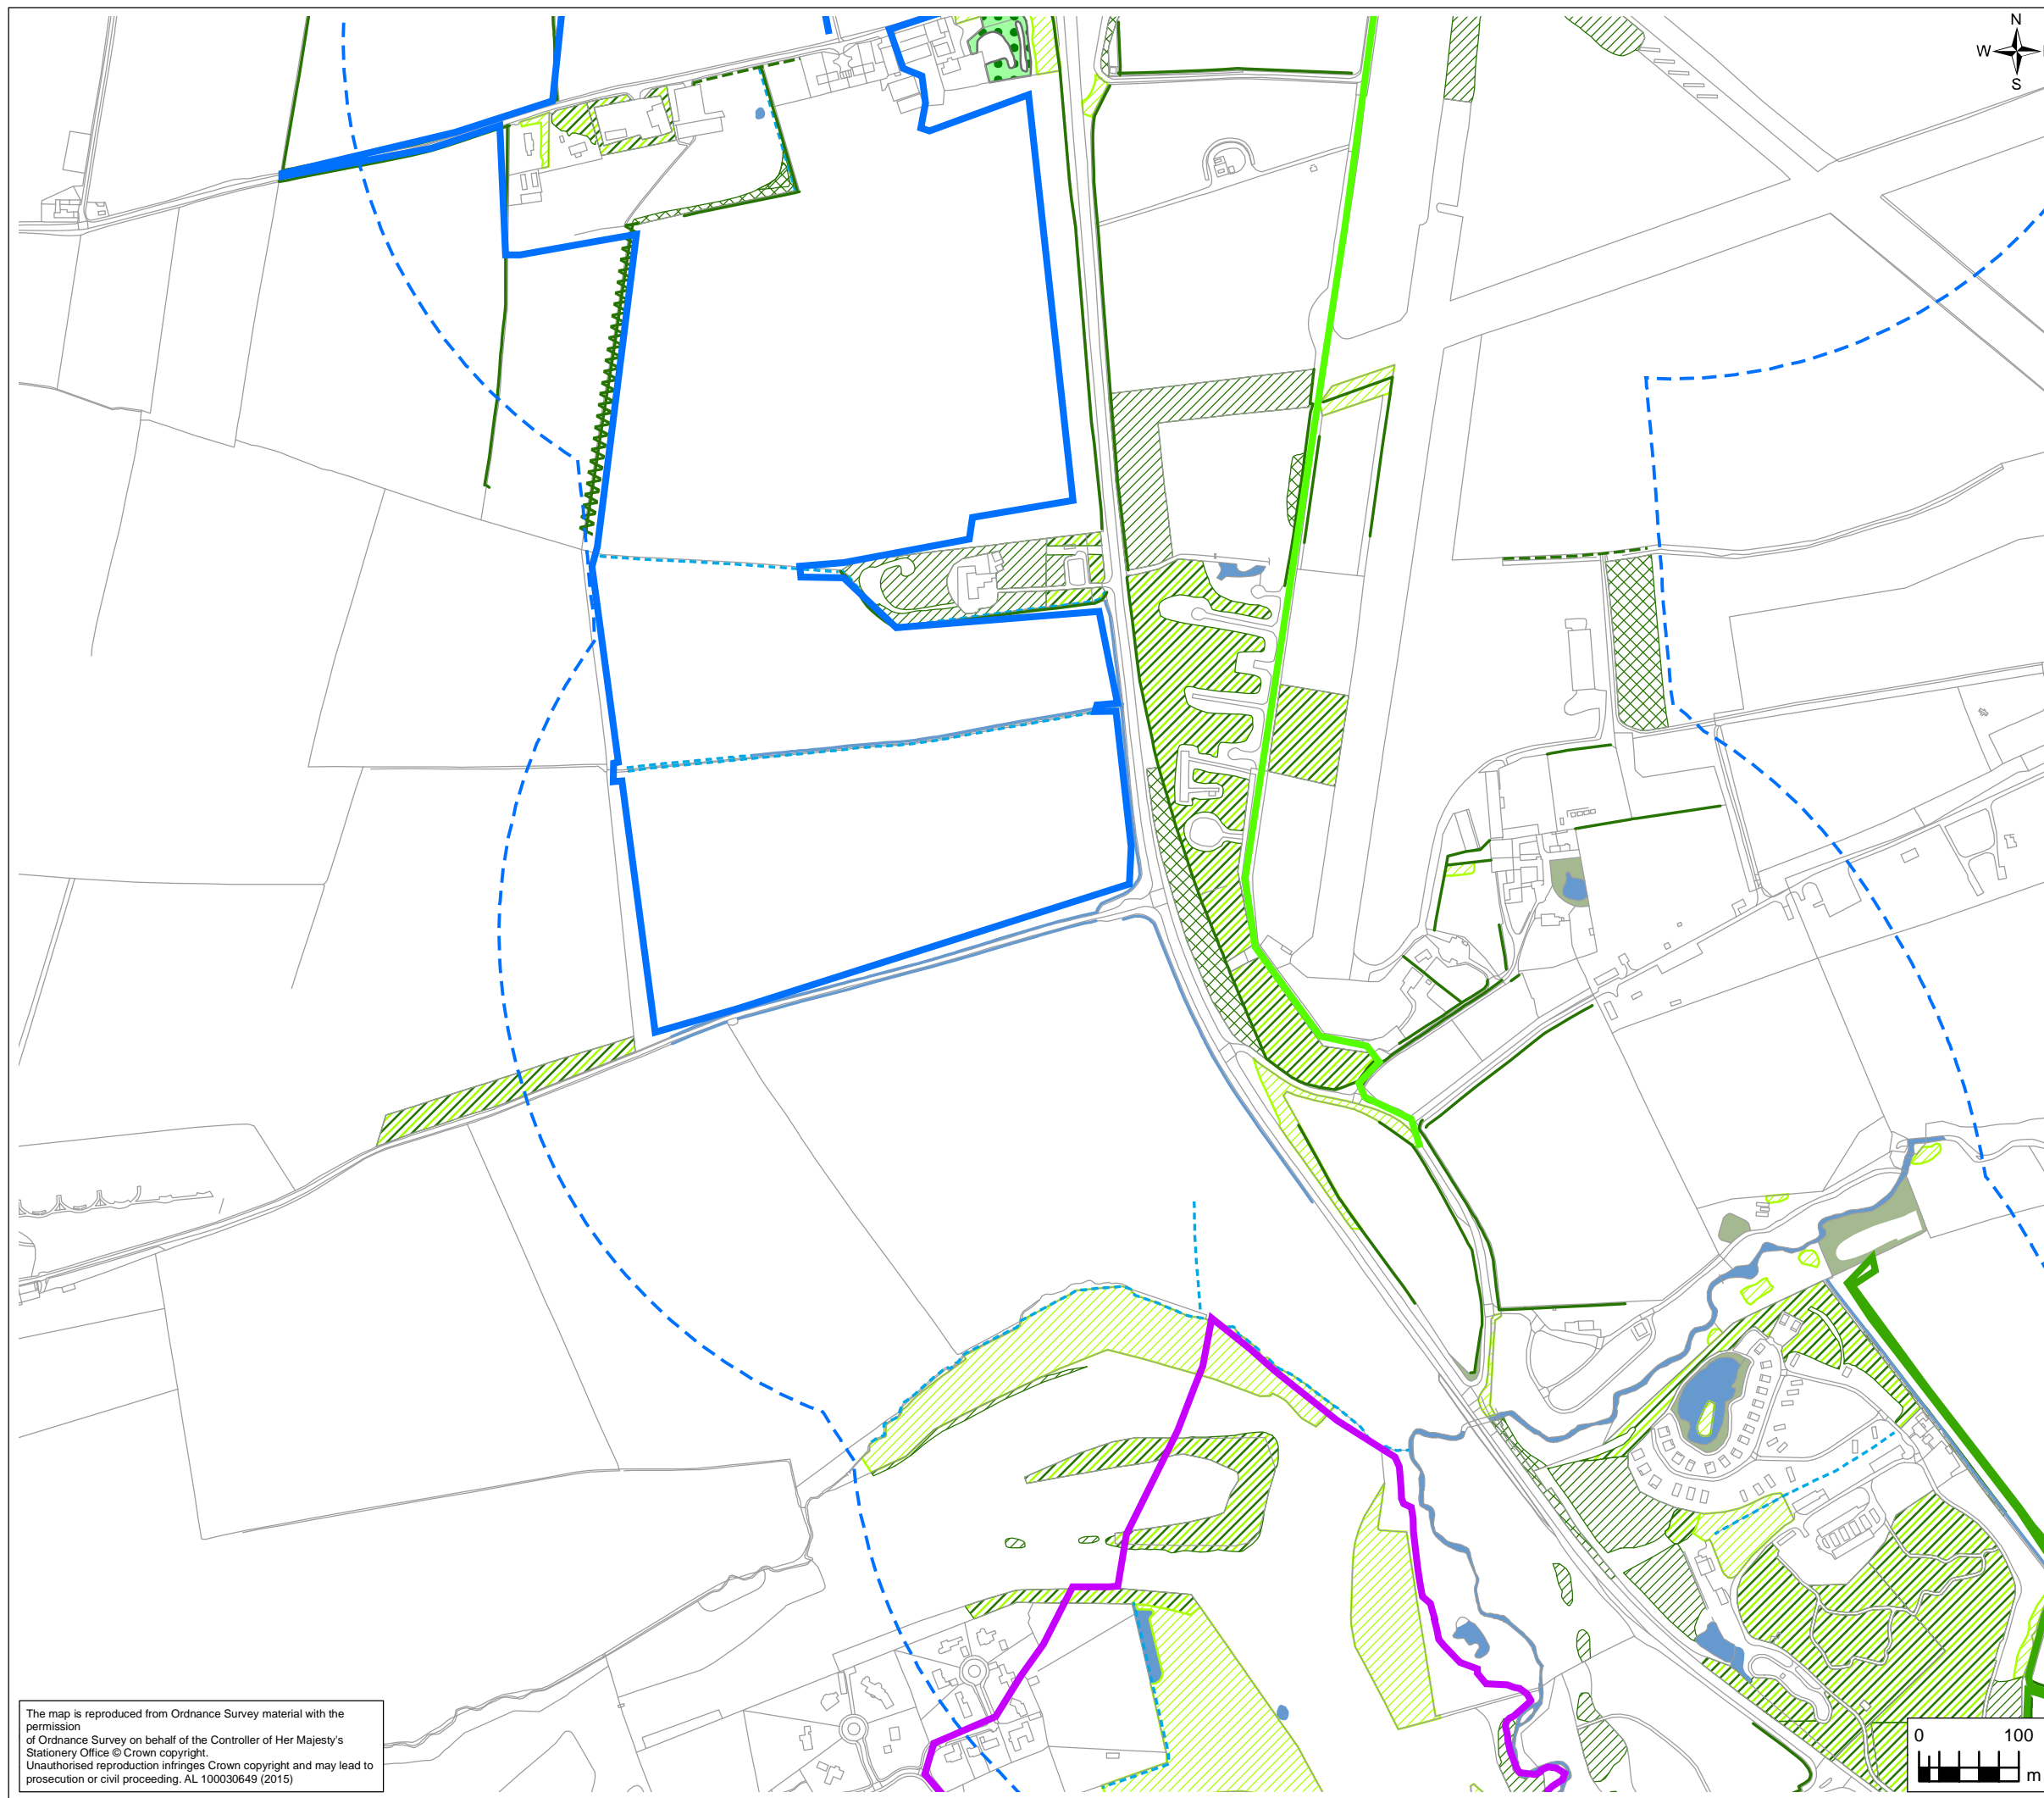 N
W
S
The map is reproduced from Ordnance Survey material with the
permission
of Ordnance Survey on behalf of the Controller of Her Majesty's
Stationery Office © Crown copyright.
Unauthorised reproduction infringes Crown copyright and may lead to
prosecution or civil proceeding. AL 100030649 (2015)
0 100
m